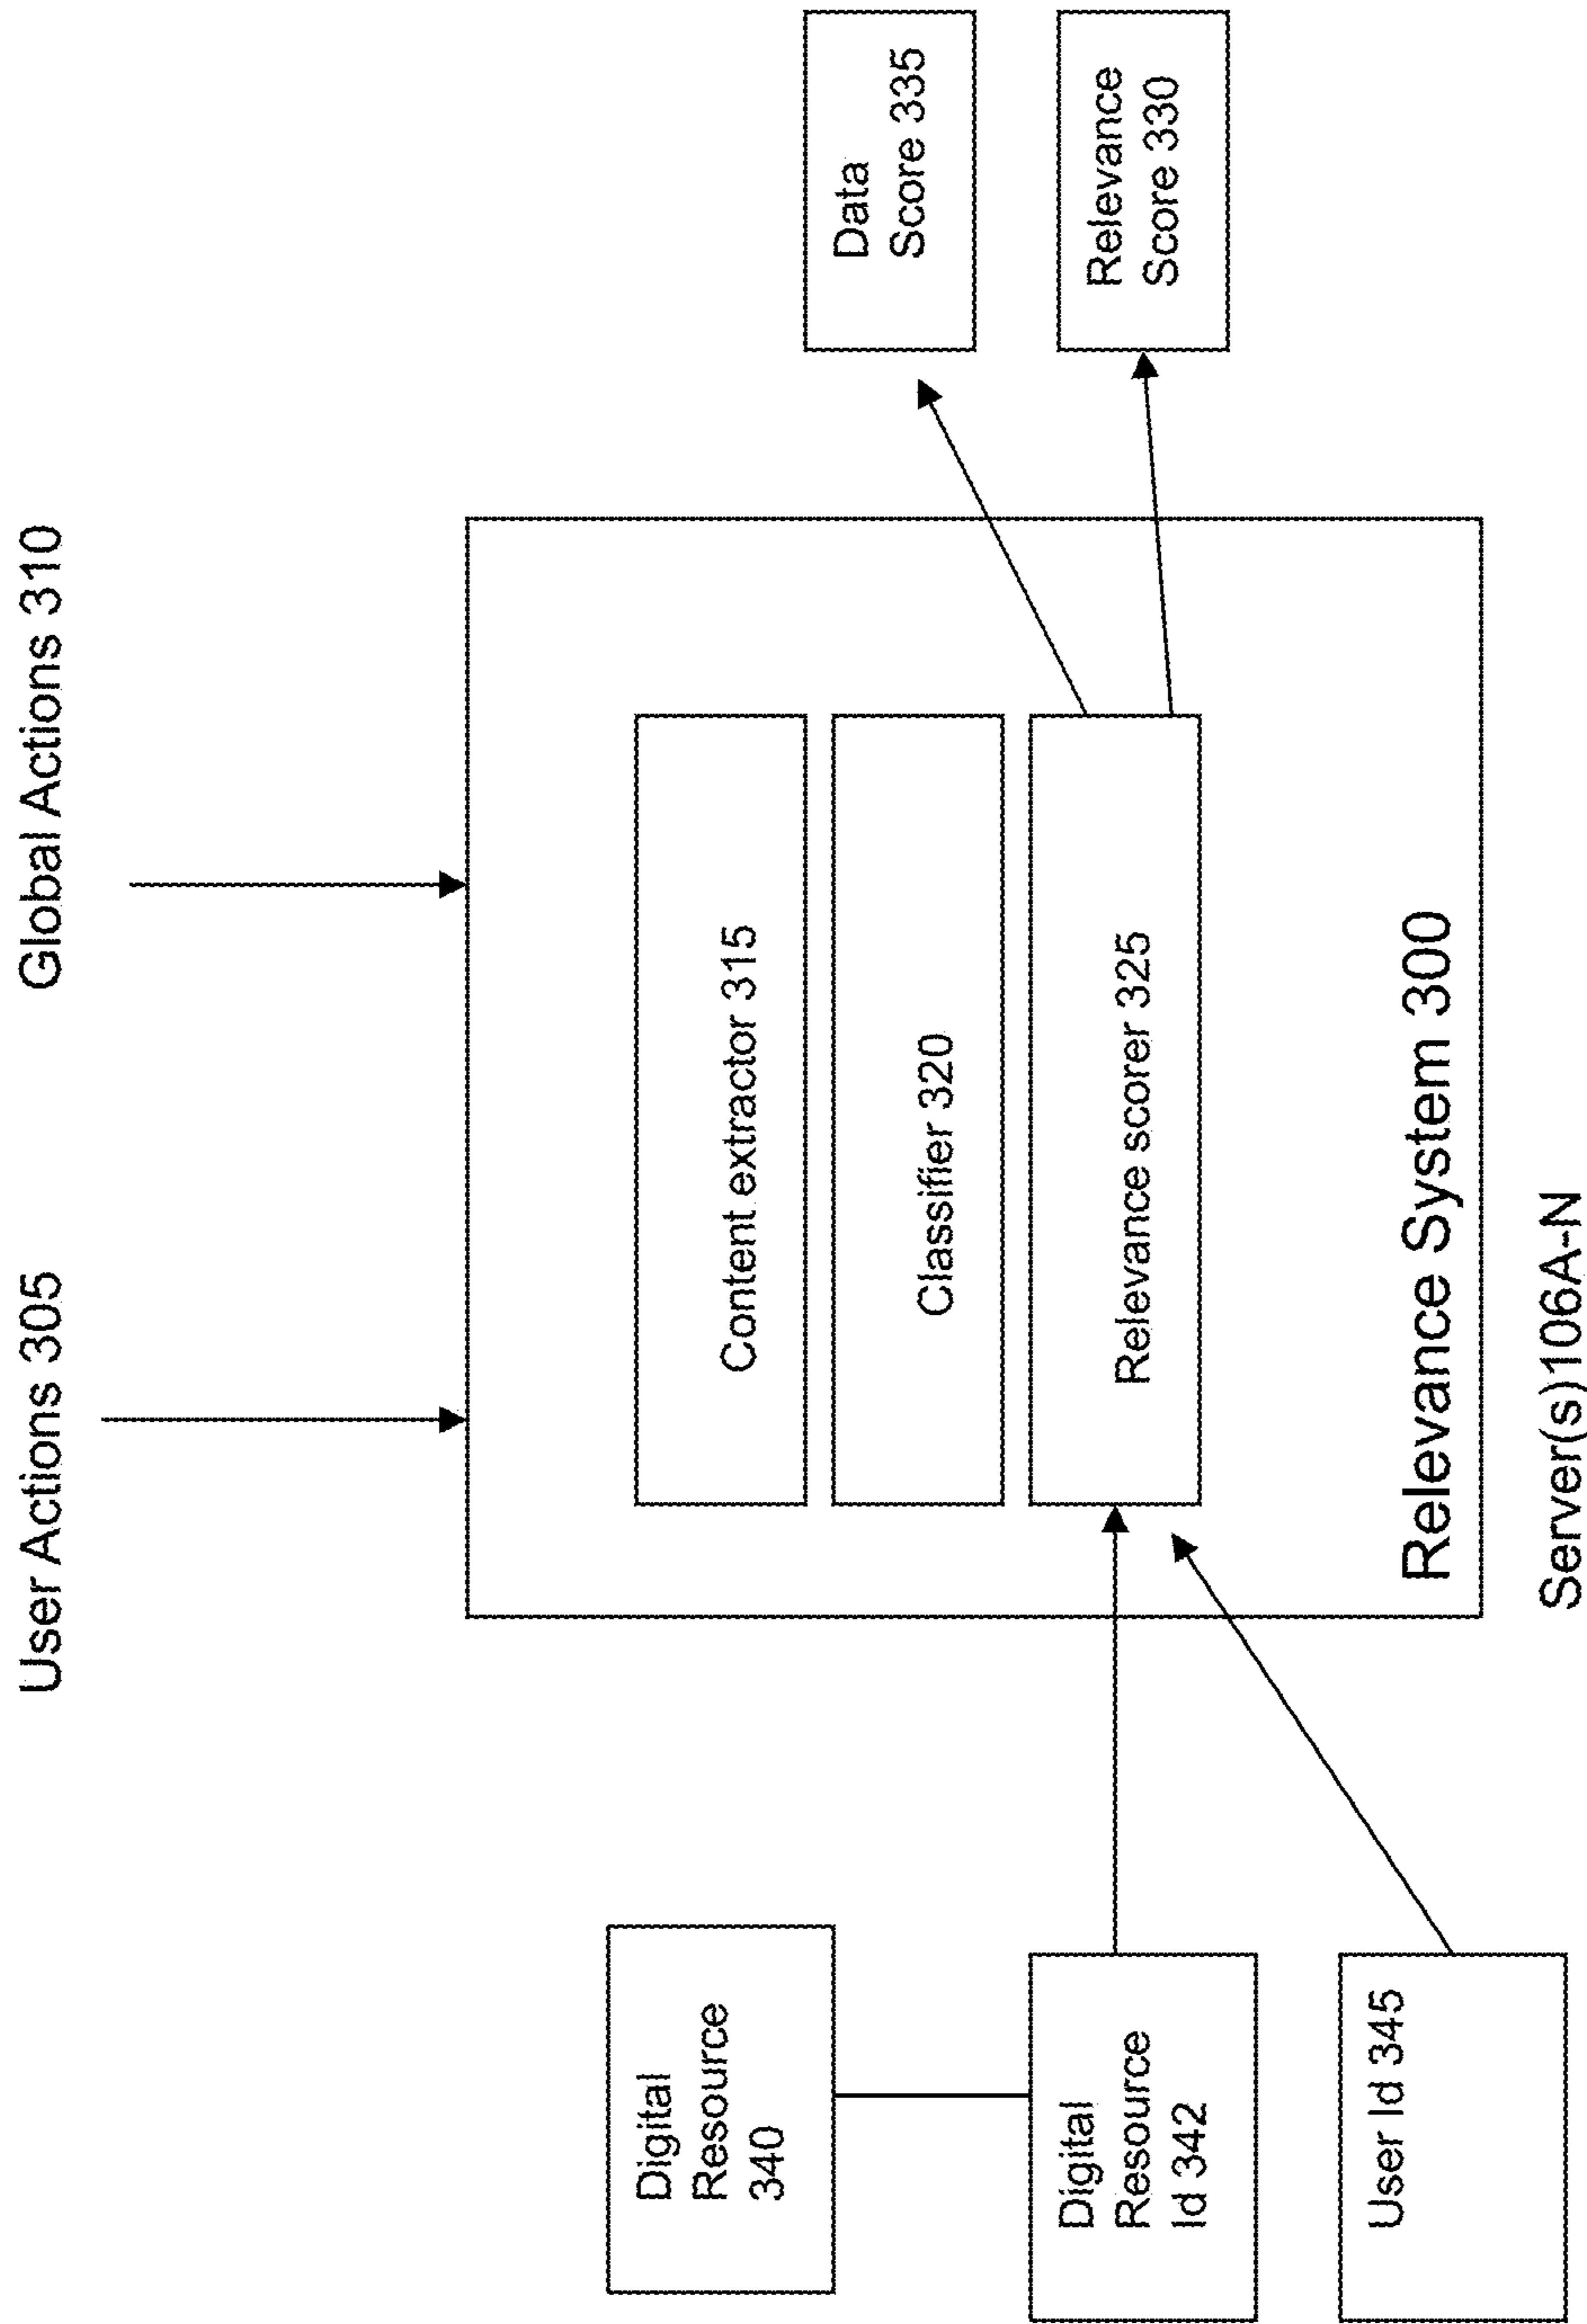 User Actions 305
Global Actions 310
Digital
Resource
340
Digital
Resource
Id 342
User Id 345
Content extractor 315
Classifier 320
Relevance scorer 325
Relevance System 300
Server(s)106A-N
Data
Score 335
Relevance
Score 330